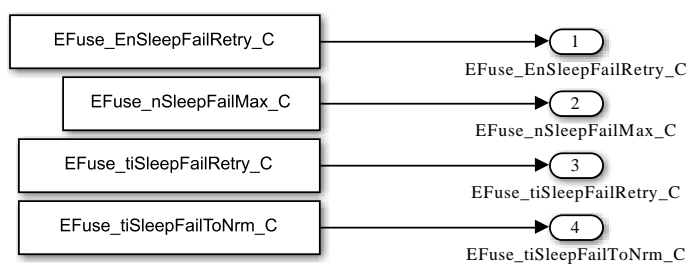 EFuse_EnSleepFailRetry_C
1
EFuse_EnSleepFailRetry_C
EFuse_nSleepFailMax_C
2
EFuse_nSleepFailMax_C
EFuse_tiSleepFailRetry_C
3
EFuse_tiSleepFailRetry_C
EFuse_tiSleepFailToNrm_C
4
EFuse_tiSleepFailToNrm_C